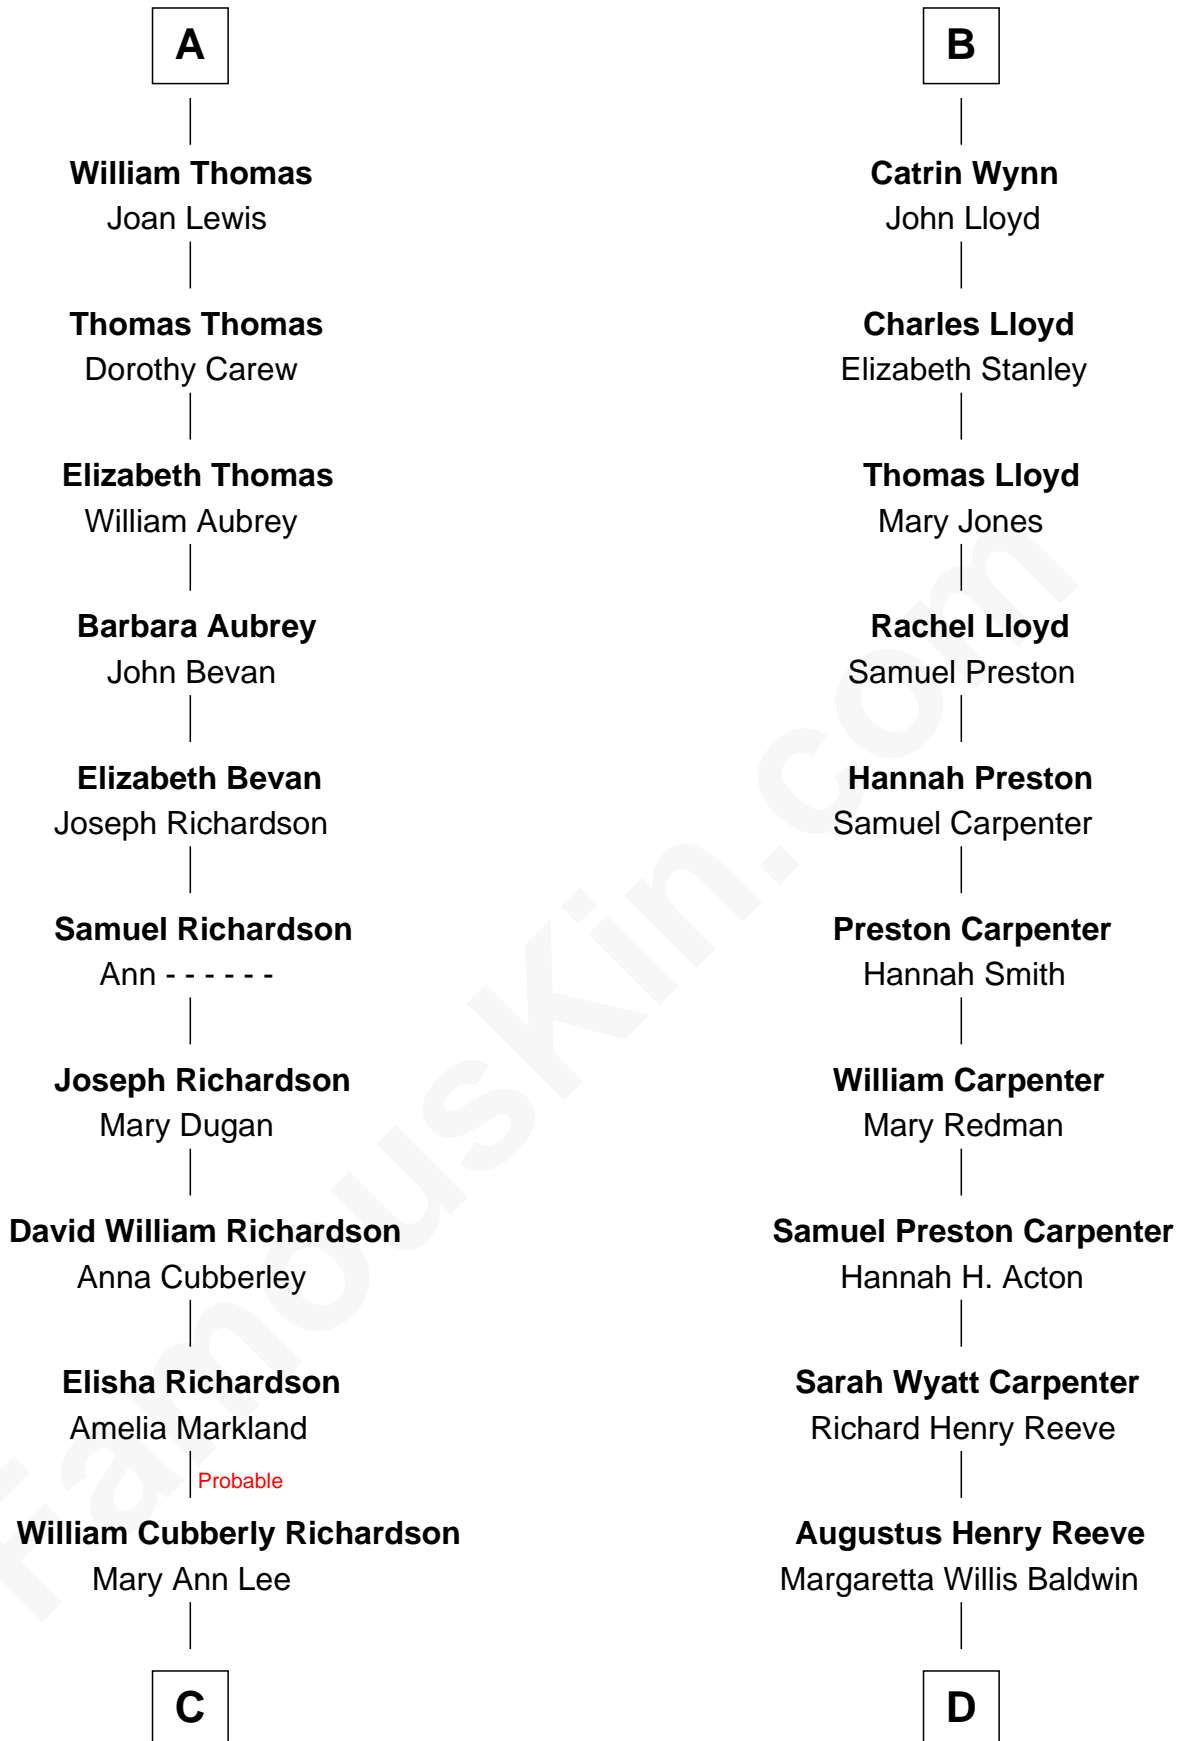 A
William Thomas
Joan Lewis
Thomas Thomas
Dorothy Carew
Elizabeth Thomas
William Aubrey
Barbara Aubrey
John Bevan
Elizabeth Bevan
Joseph Richardson
Samuel Richardson
Ann - - - - - -
Joseph Richardson
Mary Dugan
David William Richardson
Anna Cubberley
Elisha Richardson
Amelia Markland
Probable
William Cubberly Richardson
Mary Ann Lee
C
B
Catrin Wynn
John Lloyd
Charles Lloyd
Elizabeth Stanley
Thomas Lloyd
Mary Jones
Rachel Lloyd
Samuel Preston
Hannah Preston
Samuel Carpenter
Preston Carpenter
Hannah Smith
William Carpenter
Mary Redman
Samuel Preston Carpenter
Hannah H. Acton
Sarah Wyatt Carpenter
Richard Henry Reeve
Augustus Henry Reeve
Margaretta Willis Baldwin
D
FamousKin.com